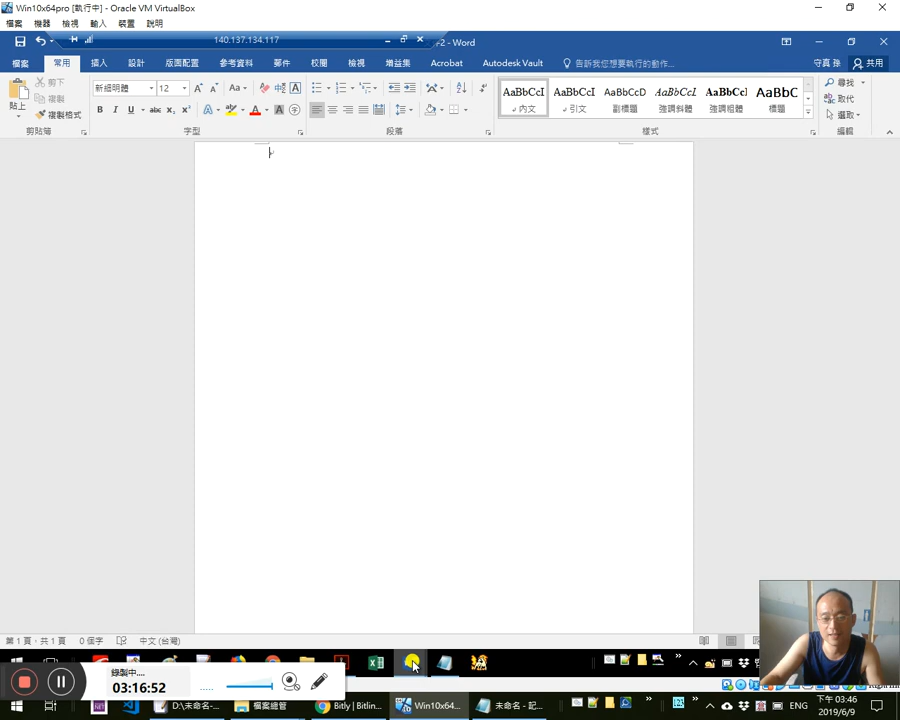 Win10x64pro [執行中] - Oracle VM VirtualBox
檔案 機器 檢視 輸入 裝置 說明
140.137.134.117
-2 - Word
檔案 常用 插入 設計 版面配置 參考資料 郵件 校閱 檢視 增益集 Acrobat Autodesk Vault 告訴我您想要執行的動作... 守真 孫 共用
貼上 剪下 新細明體 12 Aa 尋找
複製 取代
複製格式 選取
AaBbCcI AaBbCcI AaBbCcD AaBbCcL AaBbCcI AaBbC
內文 引文 副標題 強調斜體 強調粗體 標題
剪貼簿 字型 段落 樣式 編輯
第 1 頁，共 1 頁 0 個字 中文 (台灣)
錄製中....
03:16:52
D:\未命名-... 檔案總管 Bitly | Bitlin... Win10x64... 未命名 - 記... ENG
下午 03:46
2019/6/9